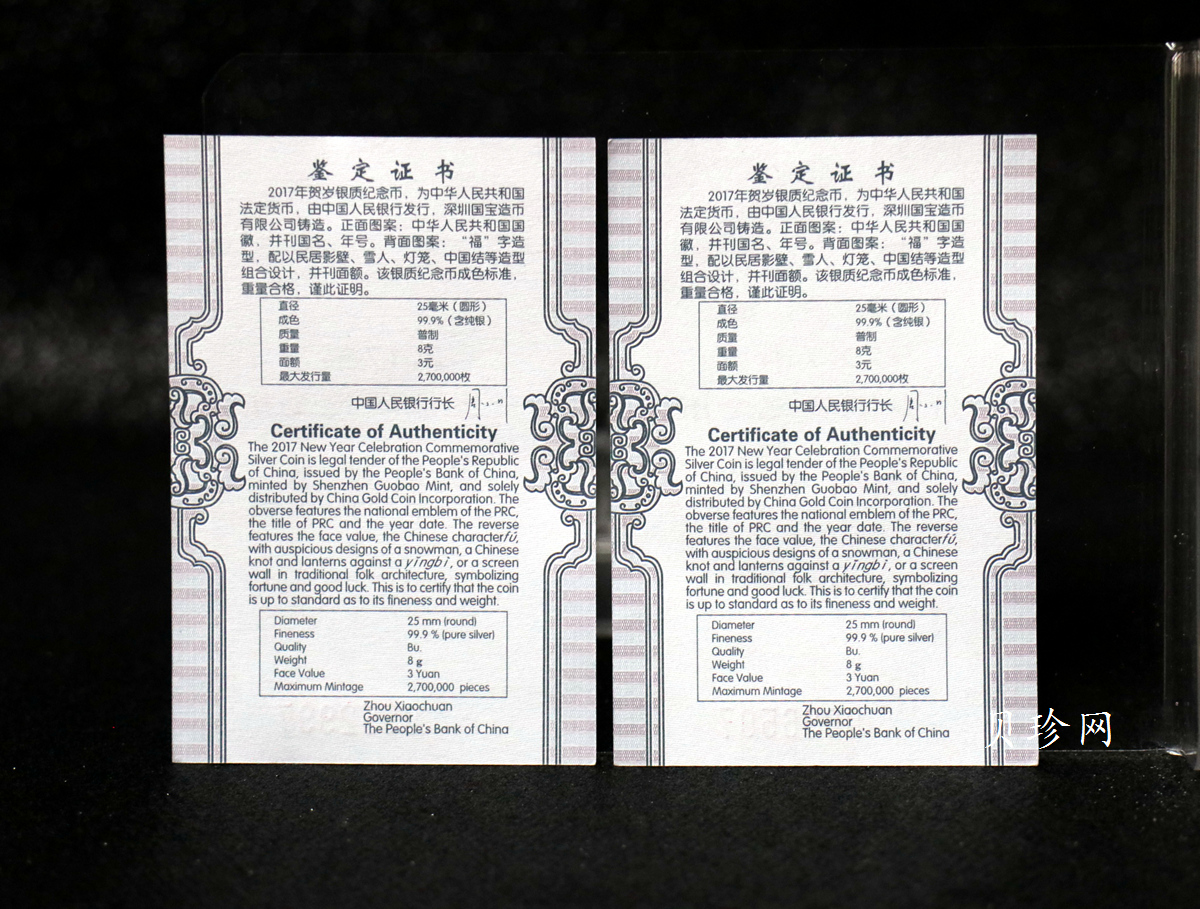 鉴定证书
2017年贺岁银质纪念币，为中华人民共和国
法定货币，由中国人民银行发行，深圳国宝造币
有限公司铸造。正面图案：中华人民共和国国
徽，并刊国名、年号。背面图案：“福”字造
型，配以民居影壁、雪人、灯笼、中国结等造型
组合设计，并刊面额。该银质纪念币成色标准，
重量合格，谨此证明。
直径 25毫米（圆形）
成色 99.9%（含纯银）
质量 普制
重量 8克
面额 3元
最大发行量 2,700,000枚
中国人民银行行长
Certificate of Authenticity
The 2017 New Year Celebration Commemorative
Silver Coin is legal tender of the People's Republic
of China, issued by the People's Bank of China,
minted by Shenzhen Guobao Mint, and solely
distributed by China Gold Coin Incorporation. The
obverse features the national emblem of the PRC,
the title of PRC and the year date. The reverse
features the face value, the Chinese characterfú,
with auspicious designs of a snowman, a Chinese
knot and lanterns against a yǐngbì, or a screen
wall in traditional folk architecture, symbolizing
fortune and good luck. This is to certify that the coin
is up to standard as to its fineness and weight.
Diameter 25 mm (round)
Fineness 99.9 % (pure silver)
Quality Bu.
Weight 8 g
Face Value 3 Yuan
Maximum Mintage 2,700,000 pieces
Zhou Xiaochuan
Governor
The People's Bank of China
鉴定证书
2017年贺岁银质纪念币，为中华人民共和国
法定货币，由中国人民银行发行，深圳国宝造币
有限公司铸造。正面图案：中华人民共和国国
徽，并刊国名、年号。背面图案：“福”字造
型，配以民居影壁、雪人、灯笼、中国结等造型
组合设计，并刊面额。该银质纪念币成色标准，
重量合格，谨此证明。
直径 25毫米（圆形）
成色 99.9%（含纯银）
质量 普制
重量 8克
面额 3元
最大发行量 2,700,000枚
中国人民银行行长
Certificate of Authenticity
The 2017 New Year Celebration Commemorative
Silver Coin is legal tender of the People's Republic
of China, issued by the People's Bank of China,
minted by Shenzhen Guobao Mint, and solely
distributed by China Gold Coin Incorporation. The
obverse features the national emblem of the PRC,
the title of PRC and the year date. The reverse
features the face value, the Chinese characterfú,
with auspicious designs of a snowman, a Chinese
knot and lanterns against a yǐngbì, or a screen
wall in traditional folk architecture, symbolizing
fortune and good luck. This is to certify that the coin
is up to standard as to its fineness and weight.
Diameter 25 mm (round)
Fineness 99.9 % (pure silver)
Quality Bu.
Weight 8 g
Face Value 3 Yuan
Maximum Mintage 2,700,000 pieces
Zhou Xiaochuan
Governor
The People's Bank of China
贝珍网